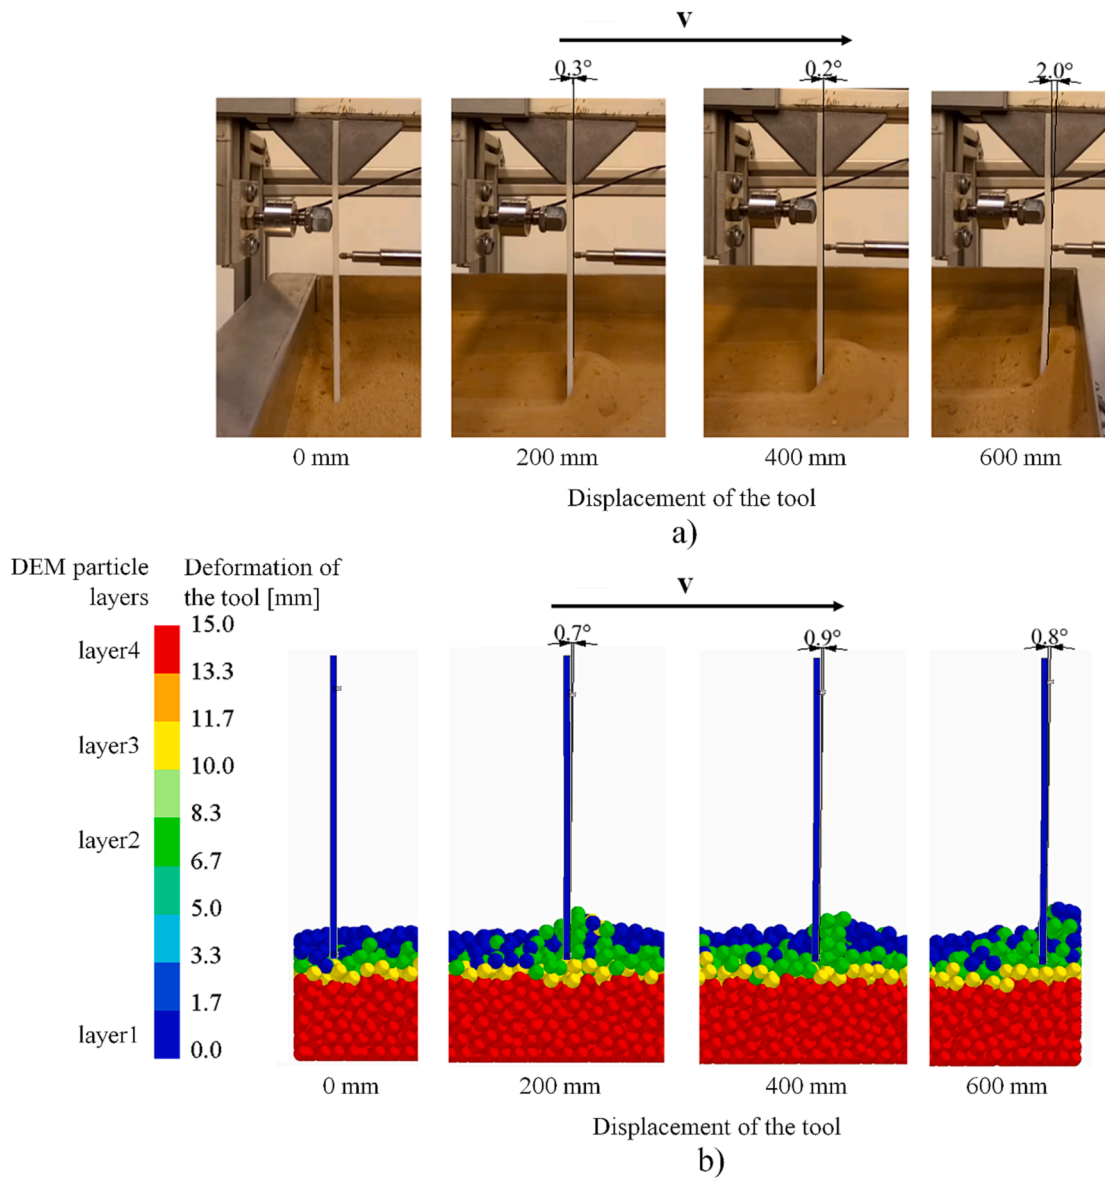 v
0.3° 0.2° 2.0°
0 mm 200 mm 400 mm 600 mm
Displacement of the tool
a)
DEM particle Deformation of
layers the tool [mm]
v
15.0
0.7° 0.9° 0.8°
layer4
13.3
11.7
layer3
10.0
8.3
layer2
6.7
5.0
3.3
1.7
layer1
0.0
0 mm 200 mm 400 mm 600 mm
Displacement of the tool
b)